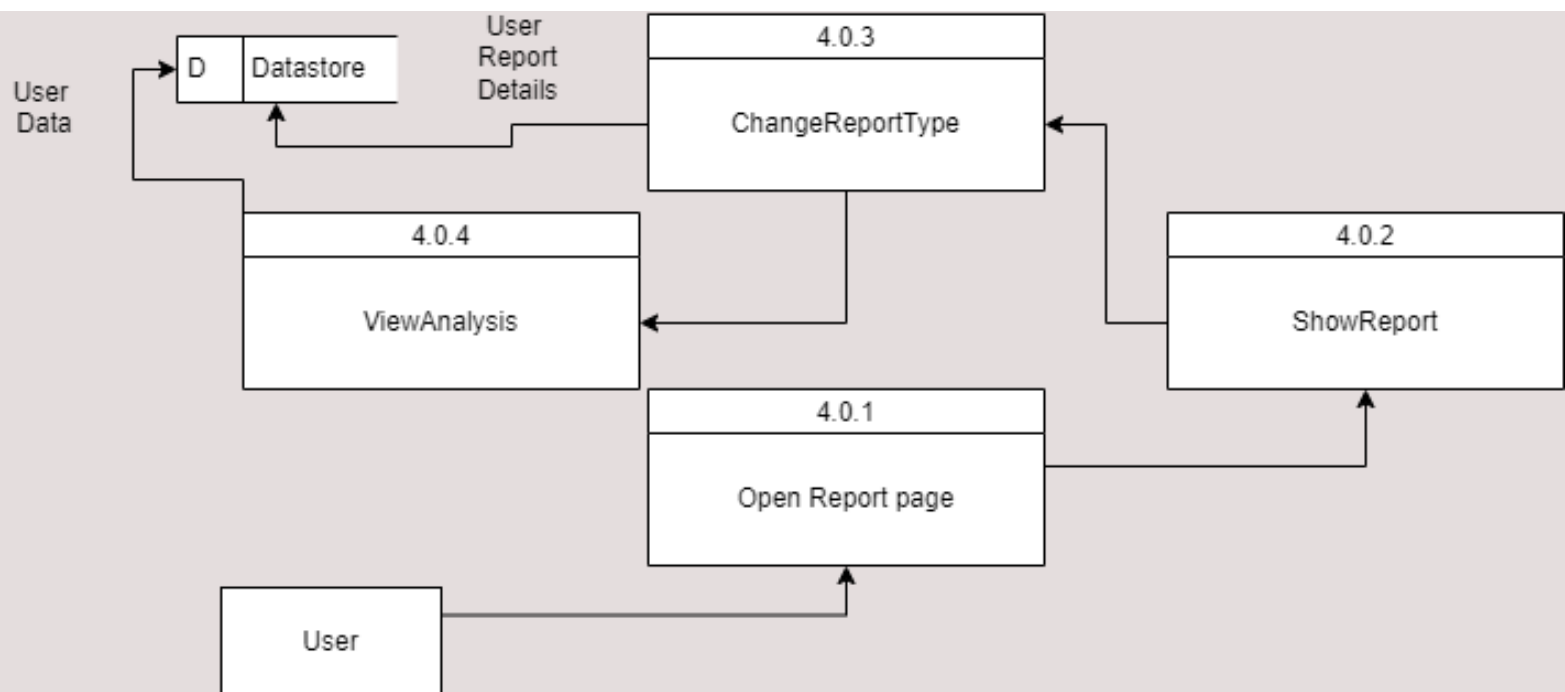 User
Report
Details
4.0.3
D
Datastore
User
Data
ChangeReportType
4.0.4
4.0.2
ViewAnalysis
ShowReport
4.0.1
Open Report page
User